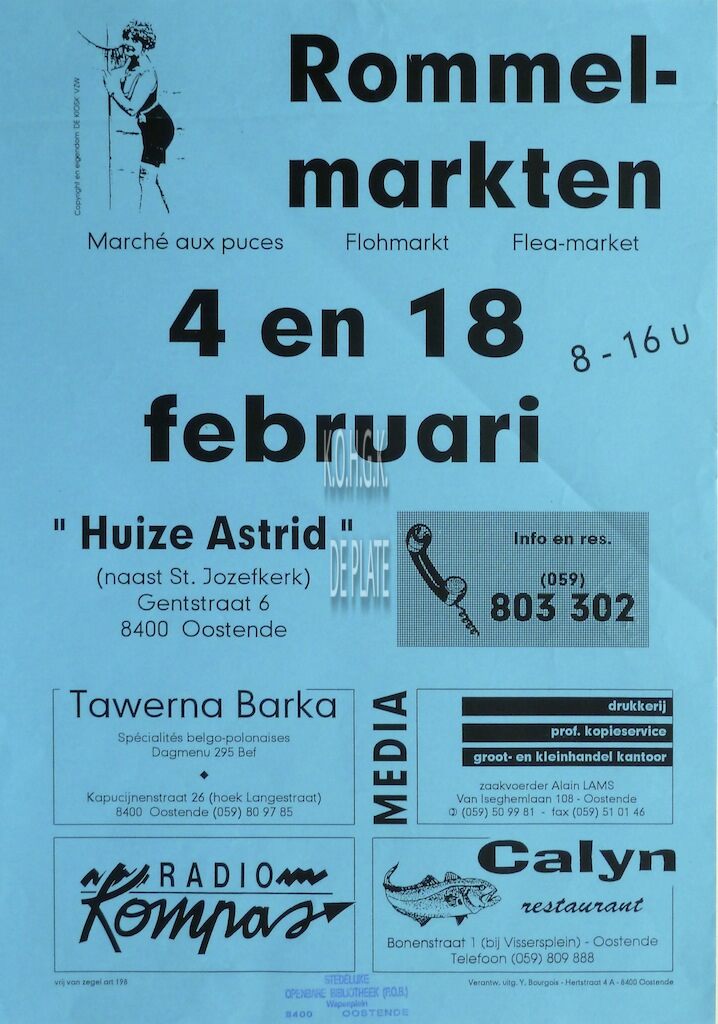 Copyright en eigendom DE KIOSK VZW
Rommel-
markten
Marché aux puces Flohmarkt Flea-market
4 en 18
februari
8 - 16 u
K.O.H.G.K.
DE PLATE
" Huize Astrid "
(naast St. Jozefkerk)
Gentstraat 6
8400 Oostende
Info en res.
(059)
803 302
Tawerna Barka
Spécialités belgo-polonaises
Dagmenu 295 Bef
Kapucijnenstraat 26 (hoek Langestraat)
8400 Oostende (059) 80 97 85
MEDIA
drukkerij
prof. kopieservice
groot- en kleinhandel kantoor
zaakvoerder Alain LAMS
Van Iseghemlaan 108 - Oostende
(059) 50 99 81 - fax (059) 51 01 46
RADIO
Kompas
Calyn
restaurant
Bonenstraat 1 (bij Vissersplein) - Oostende
Telefoon (059) 809 888
vrij van zegel art 198
STEDELIJKE
OPENBARE BIBLIOTHEEK (P.O.B.)
Wapenplein
8400 OOSTENDE
Verantw. uitg. Y. Bourgois - Hertstraat 4 A - 8400 Oostende